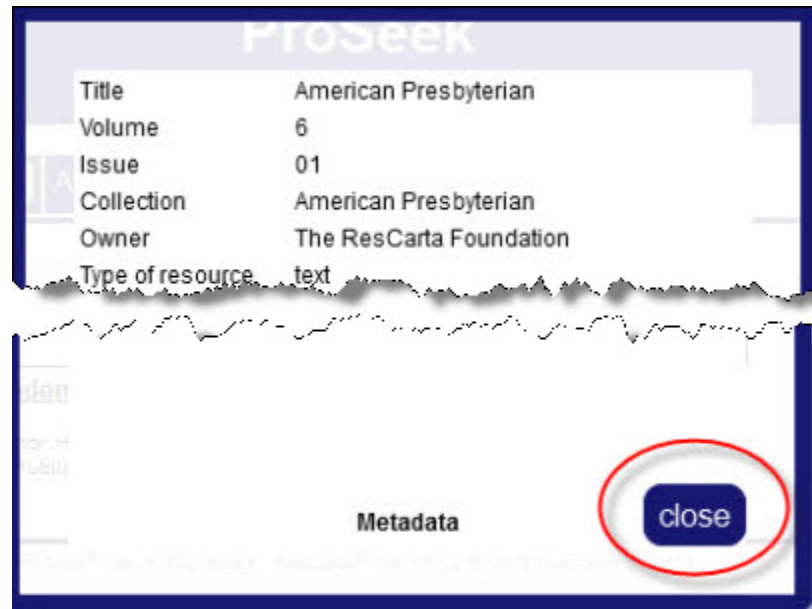 ProSeek
Title American Presbyterian
Volume 6
Issue 01
Collection American Presbyterian
Owner The ResCarta Foundation
Type of resource text
Metadata
close